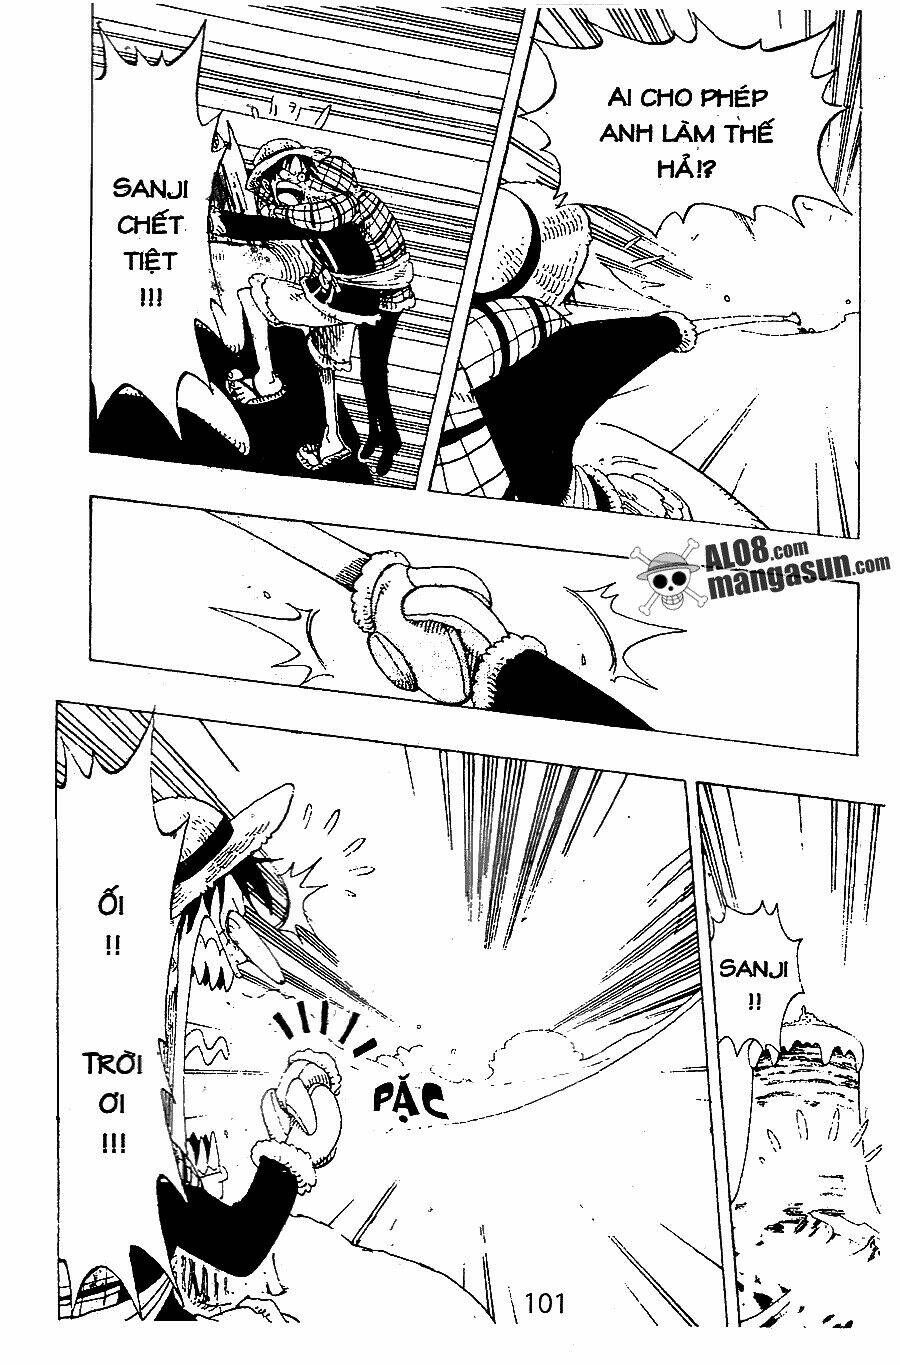 AI CHO PHÉP
ANH LÀM THẾ
HẢ!?
SANJI
CHẾT
TIỆT
!!!
AL08.com
mangasun.com
SANJI
!!
PẶC
ỐI
!!
TRỜI
ƠI
!!!
101